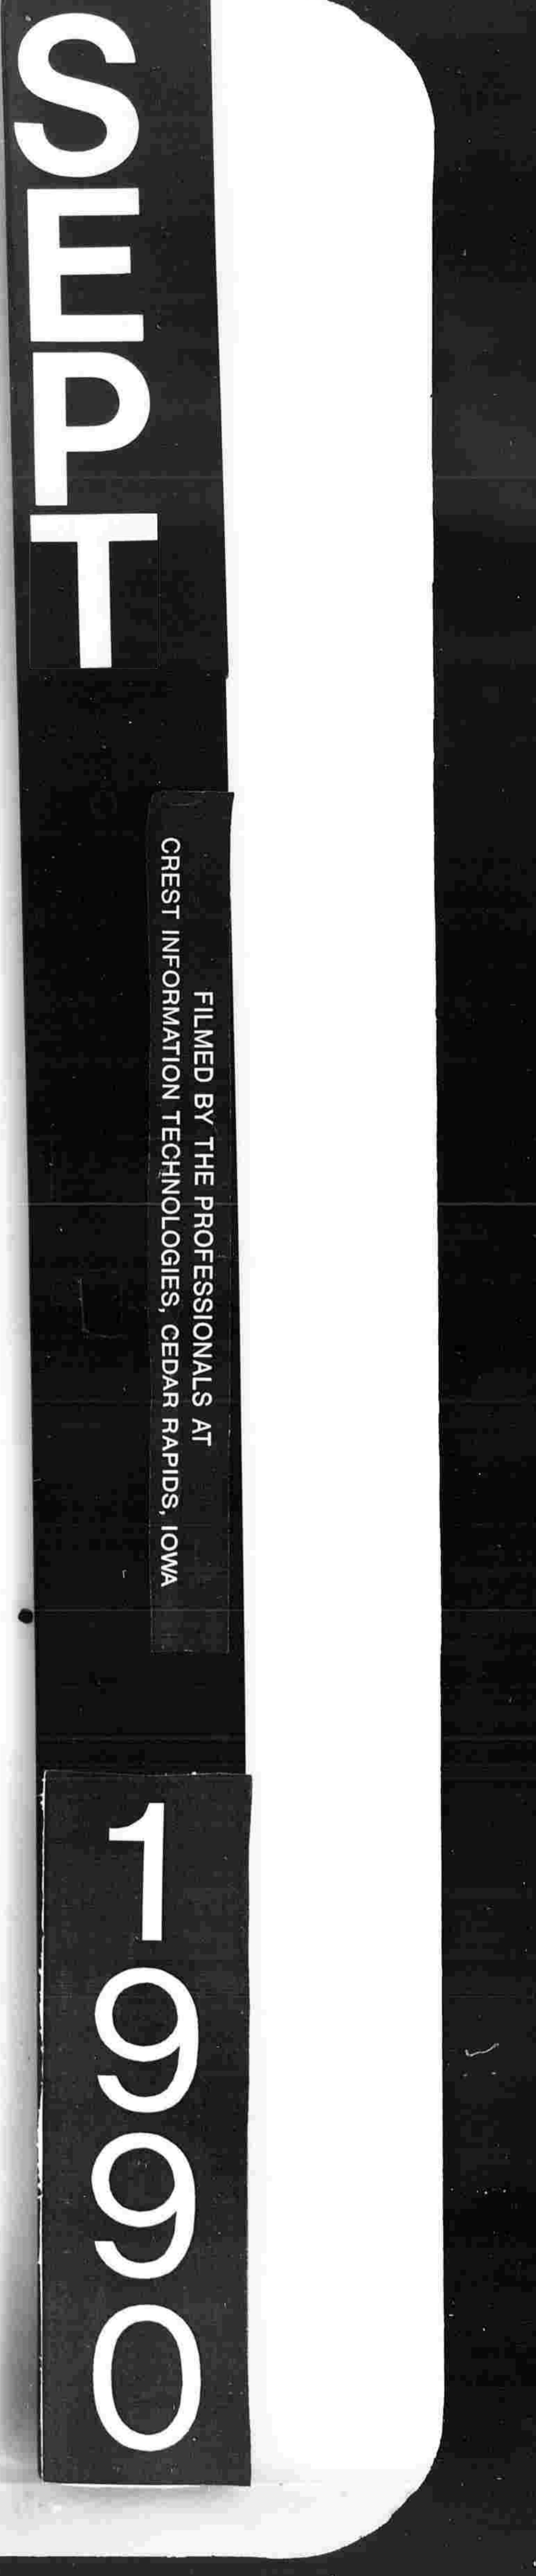 SEPT
FILMED BY THE PROFESSIONALS AT
CREST INFORMATION TECHNOLOGIES, CEDAR RAPIDS, IOWA
1990